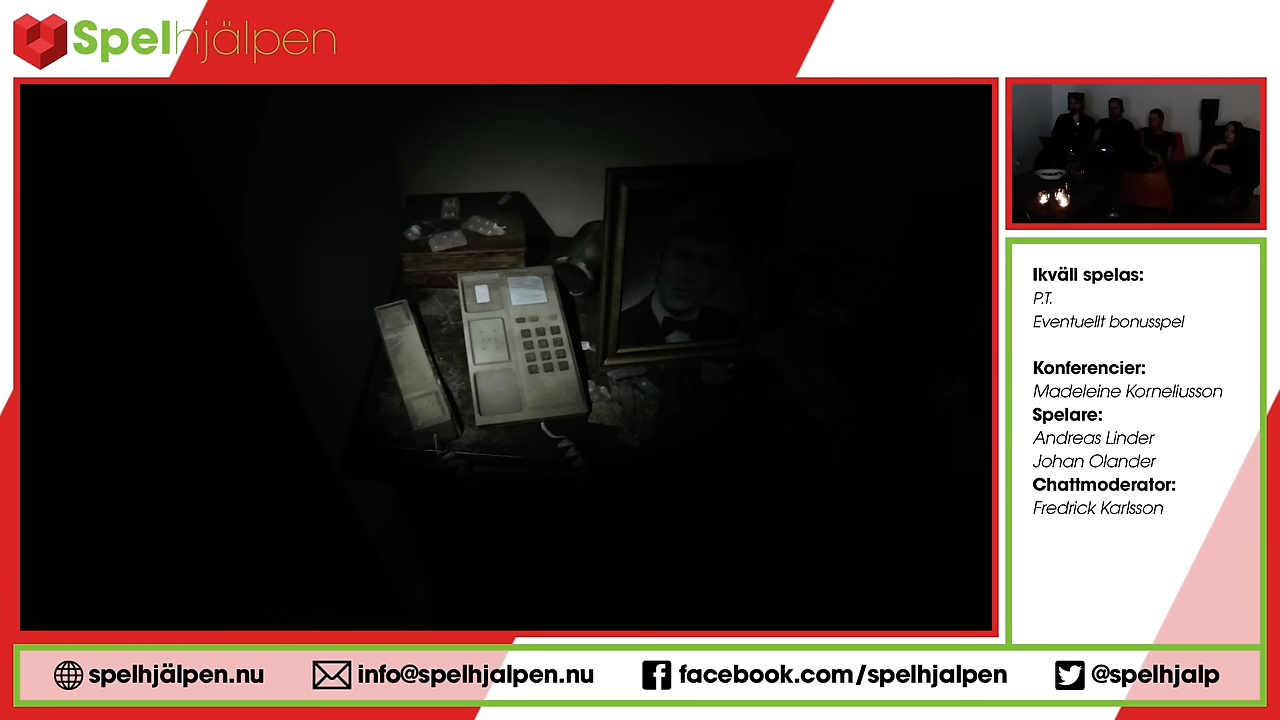 Spelhjälpen
Ikväll spelas:
P.T.
Eventuellt bonusspel
Konferencier:
Madeleine Korneliusson
Spelare:
Andreas Linder
Johan Olander
Chattmoderator:
Fredrick Karlsson
spelhjälpen.nu info@spelhjalpen.nu facebook.com/spelhjalpen @spelhjalp